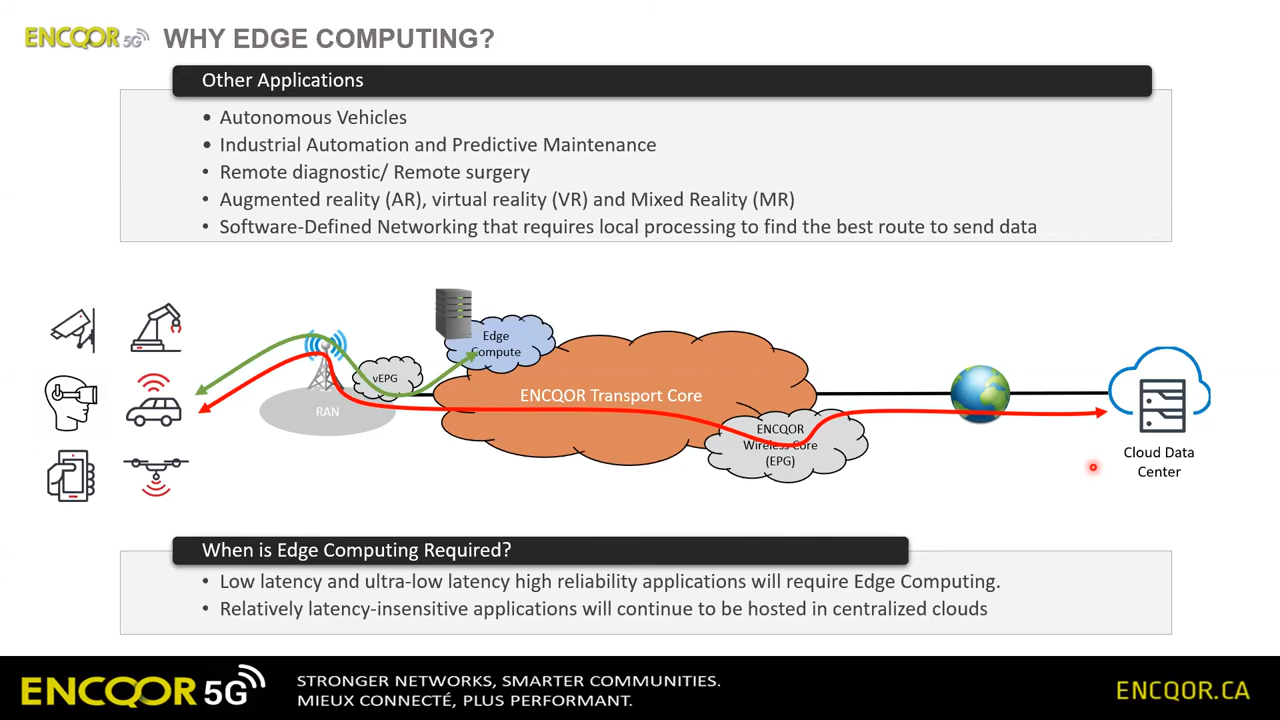 ENCQOR 5G WHY EDGE COMPUTING?
Other Applications
• Autonomous Vehicles
• Industrial Automation and Predictive Maintenance
• Remote diagnostic/ Remote surgery
• Augmented reality (AR), virtual reality (VR) and Mixed Reality (MR)
• Software-Defined Networking that requires local processing to find the best route to send data
Edge
Compute
vEPG
RAN
ENCQOR Transport Core
ENCQOR
Wireless Core
(EPG)
Cloud Data
Center
When is Edge Computing Required?
• Low latency and ultra-low latency high reliability applications will require Edge Computing.
• Relatively latency-insensitive applications will continue to be hosted in centralized clouds
ENCQOR 5G
STRONGER NETWORKS, SMARTER COMMUNITIES.
MIEUX CONNECTÉ, PLUS PERFORMANT.
ENCQOR.CA